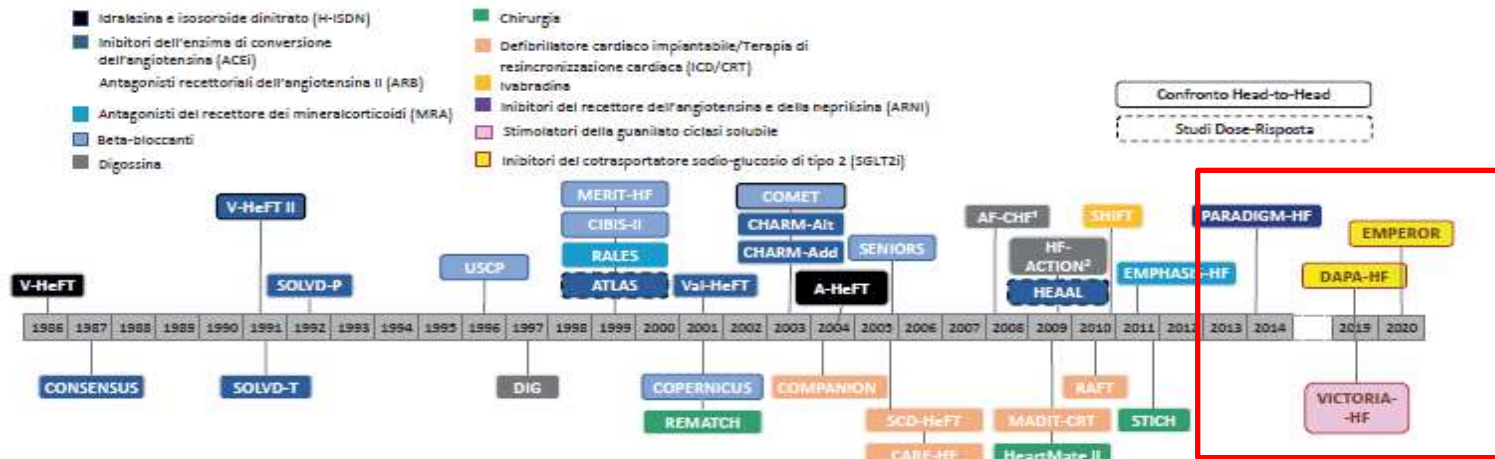 Idralazina e isosorbide dinitrato (H-ISDN)
Inibitori dell'enzima di conversione
dell'angiotensina (ACEi)
Antagonisti recettoriali dell'angiotensina II (ARB)
Antagonisti del recettore dei mineralcorticoidi (MRA)
Beta-bloccanti
Digossina
Chirurgia
Defibrillatore cardiaco impiantabile/Terapia di
resincronizzazione cardiaca (ICD/CRT)
Ivabradina
Inibitori del recettore dell'angiotensina e della neprilisina (ARNI)
Stimolatori della guanilato ciclasi solubile
Inibitori del cotrasportatore sodio-glucosio di tipo 2 (SGLT2i)
Confronto Head-to-Head
Studi Dose-Risposta
MERIT-HF
COMET
V-HeFT II
CIBIS-II
CHARM-Alt
AF-CHF¹
SHIFT
PARADIGM-HF
EMPEROR
USCP
RALES
CHARM-Add
SENIORS
HF-
ACTION²
EMPHASIS-HF
DAPA-HF
V-HeFT
SOLVD-P
ATLAS
Val-HeFT
A-HeFT
HEAAL
1986 1987 1988 1989 1990 1991 1992 1993 1994 1995 1996 1997 1998 1999 2000 2001 2002 2003 2004 2005 2006 2007 2008 2009 2010 2011 2012 2013 2014 2019 2020
CONSENSUS
SOLVD-T
DIG
COPERNICUS
COMPANION
RAFT
VICTORIA-
-HF
REMATCH
SCD-HeFT
MADIT-CRT
STICH
CARE-HF
HeartMate II